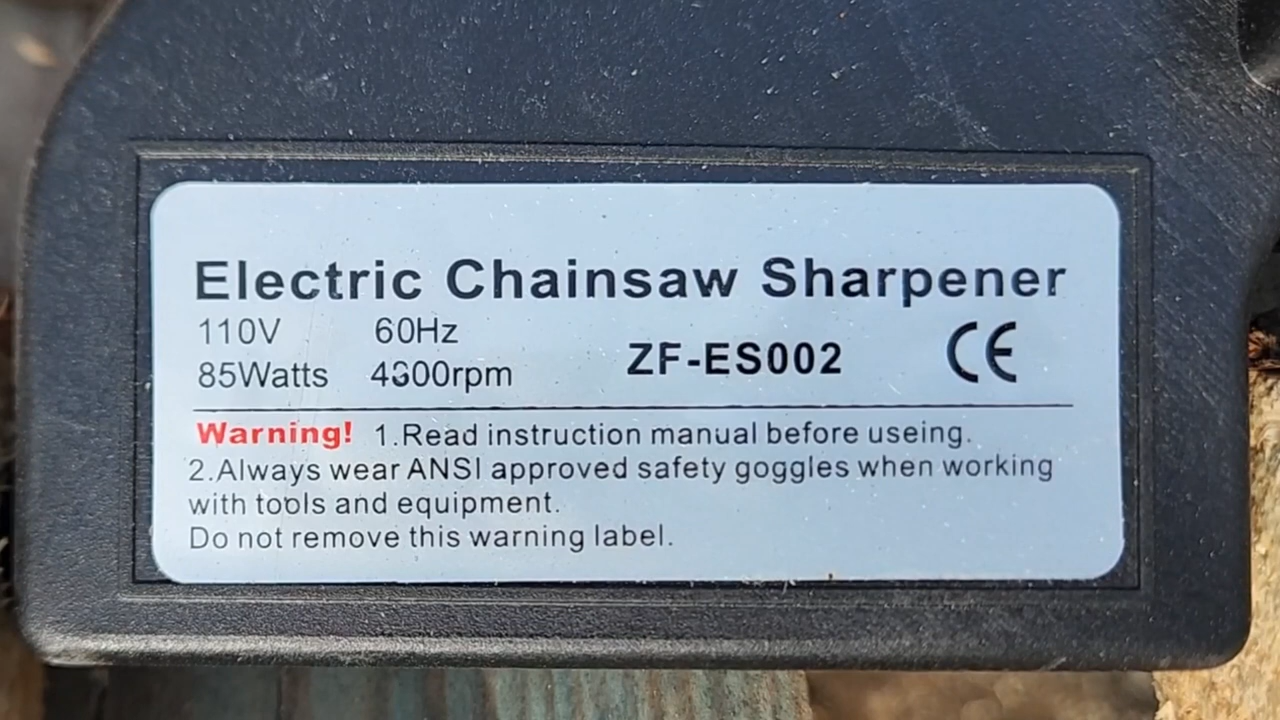 Electric Chainsaw Sharpener
110V 60Hz
85Watts
ZF-ES002 CE
Warning! 1.Read instruction manual before useing.
2.Always wear ANSI approved safety goggles when working
with tools and equipment.
Do not remove this warning label.